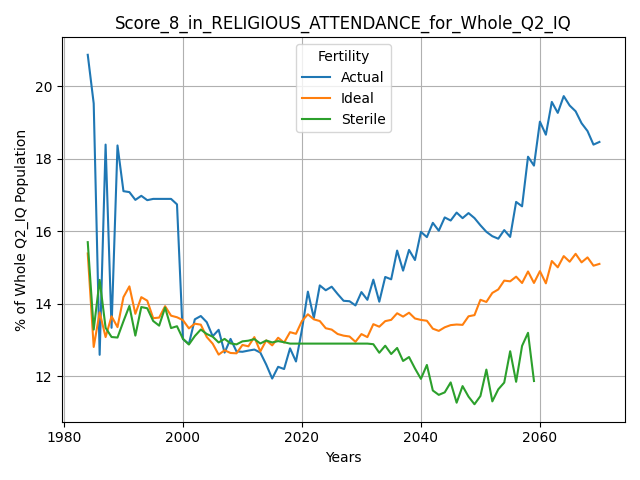 Score_8_in_RELIGIOUS_ATTENDANCE_for_Whole_Q2_IQ
Fertility
Actual
Ideal
Sterile
% of Whole Q2_IQ Population
20
18
16
14
12
1980
2000
2020
2040
2060
Years